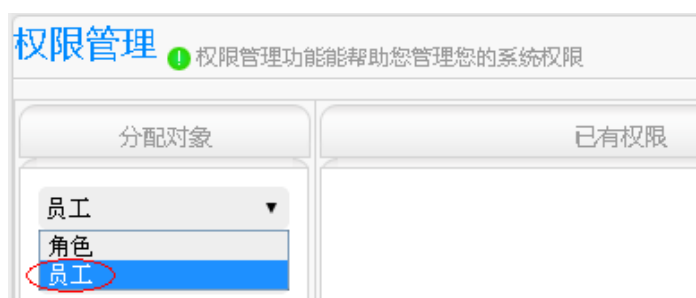 权限管理 权限管理功能能帮助您管理您的系统权限
分配对象 已有权限
员工
角色
员工